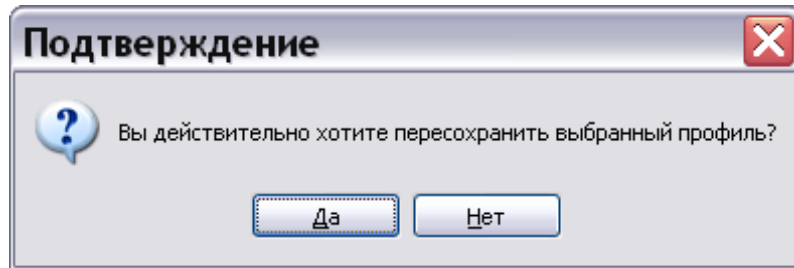 Подтверждение
Вы действительно хотите пересохранить выбранный профиль?
Да Нет